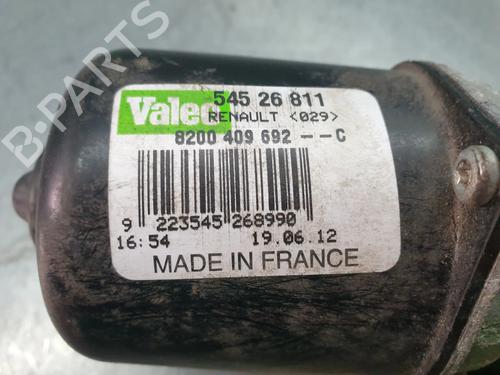 B-PARTS
Valeo
545 26 811
RENAULT <029>
8200 409 692 --C
9 223545 268990
16:54 19.06.12
MADE IN FRANCE